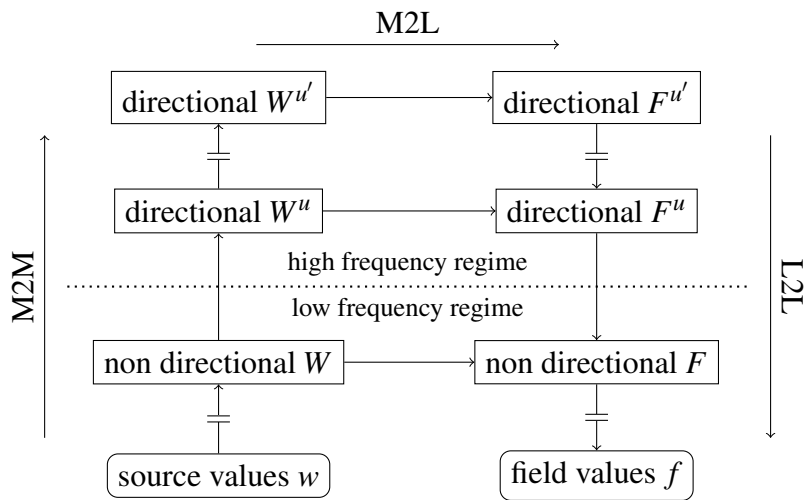 M2L
directional W^{u'}
directional F^{u'}
directional W^{u}
directional F^{u}
high frequency regime
M2M
L2L
low frequency regime
non directional W
non directional F
source values w
field values f